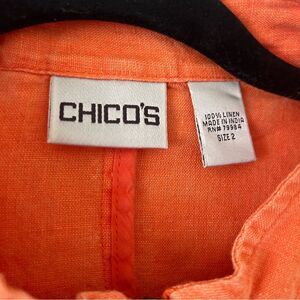 CHICO'S
100% LINEN
MADE IN INDIA
RN# 79984
SIZE 2